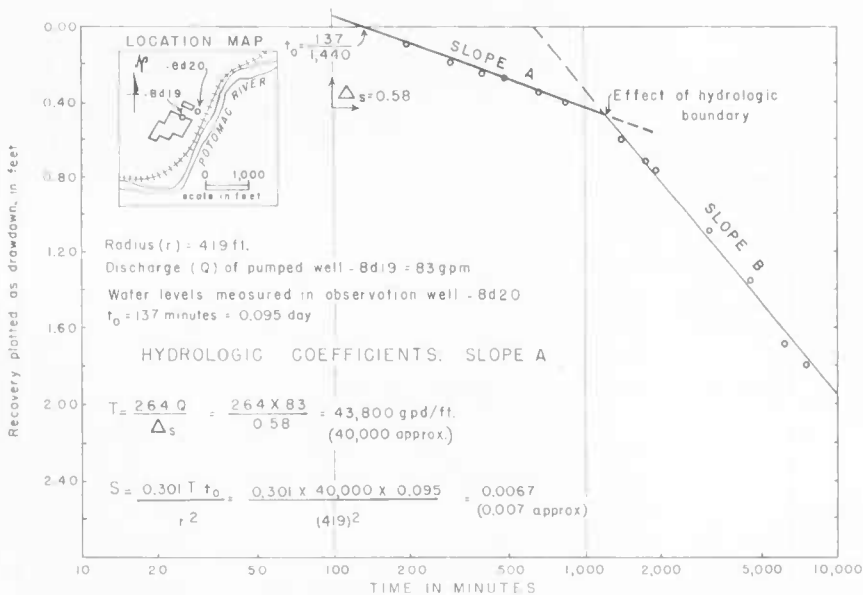 LOCATION MAP
.8d20
.8d19
POTOMAC RIVER
0 1,000
scale in feet
t₀= 137
1,440
SLOPE A
Δs=0.58
Effect of hydrologic
boundary
SLOPE B
Radius (r) = 419 ft.
Discharge (Q) of pumped well - 8d19 = 83gpm
Water levels measured in observation well - 8d20
t₀ = 137 minutes = 0.095 day
HYDROLOGIC COEFFICIENTS: SLOPE A
T = 264 Q / Δs = 264 X 83 / 0.58 = 43,800 gpd/ft.
(40,000 approx.)
S = 0.301 T t₀ / r² = 0.301 x 40,000 x 0.095 / (419)² = 0.0067
(0.007 approx)
Recovery plotted as drawdown, in feet
0.00
0.40
0.80
1.20
1.60
2.00
2.40
10 20 50 100 200 500 1,000 2,000 5,000 10,000
TIME IN MINUTES